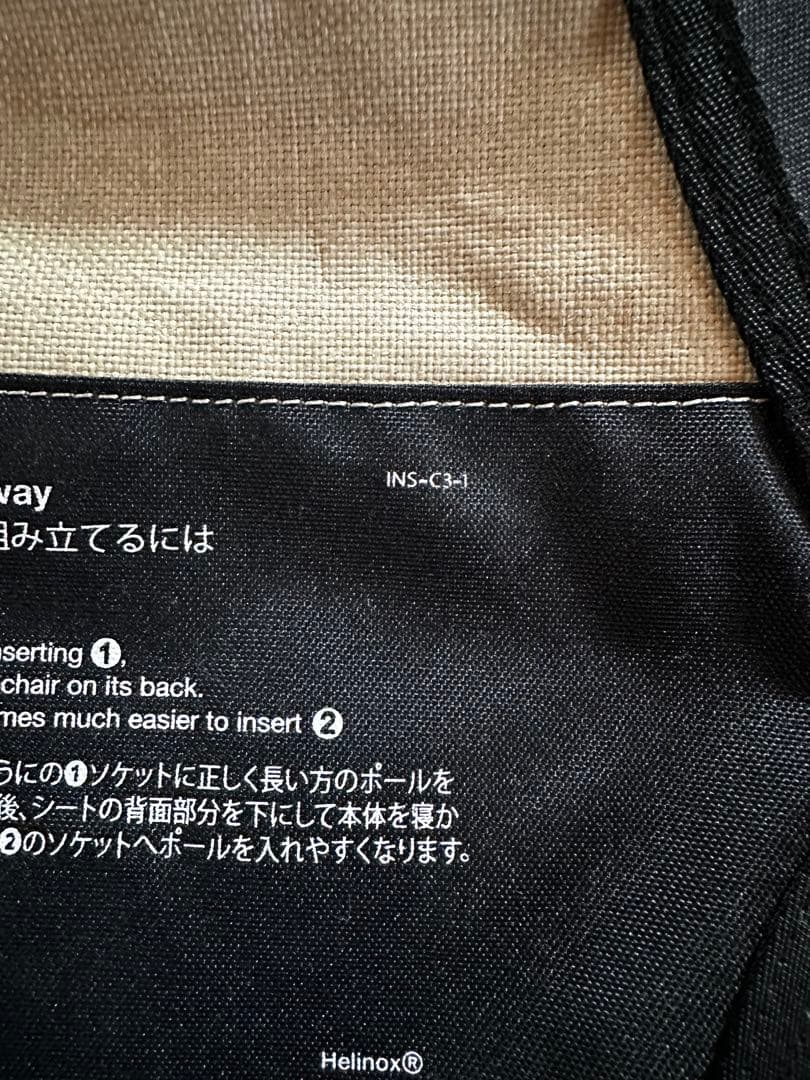 INS-C3-1
way
組み立てるには
serting ❶,
chair on its back.
mes much easier to insert ❷
うにの❶ソケットに正しく長い方のポールを
後、シートの背面部分を下にして本体を寝か
❷のソケットへポールを入れやすくなります。
Helinox®